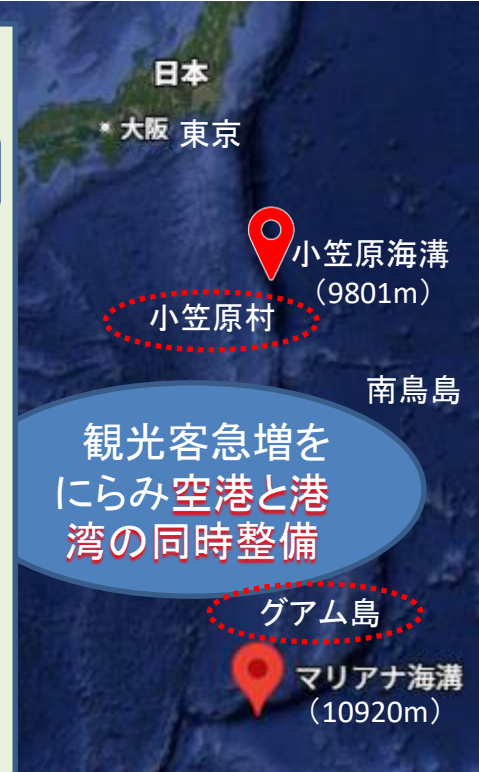 日本
大阪 東京
小笠原海溝
（9801m）
小笠原村
南鳥島
観光客急増を
にらみ空港と港
湾の同時整備
グアム島
マリアナ海溝
（10920m）